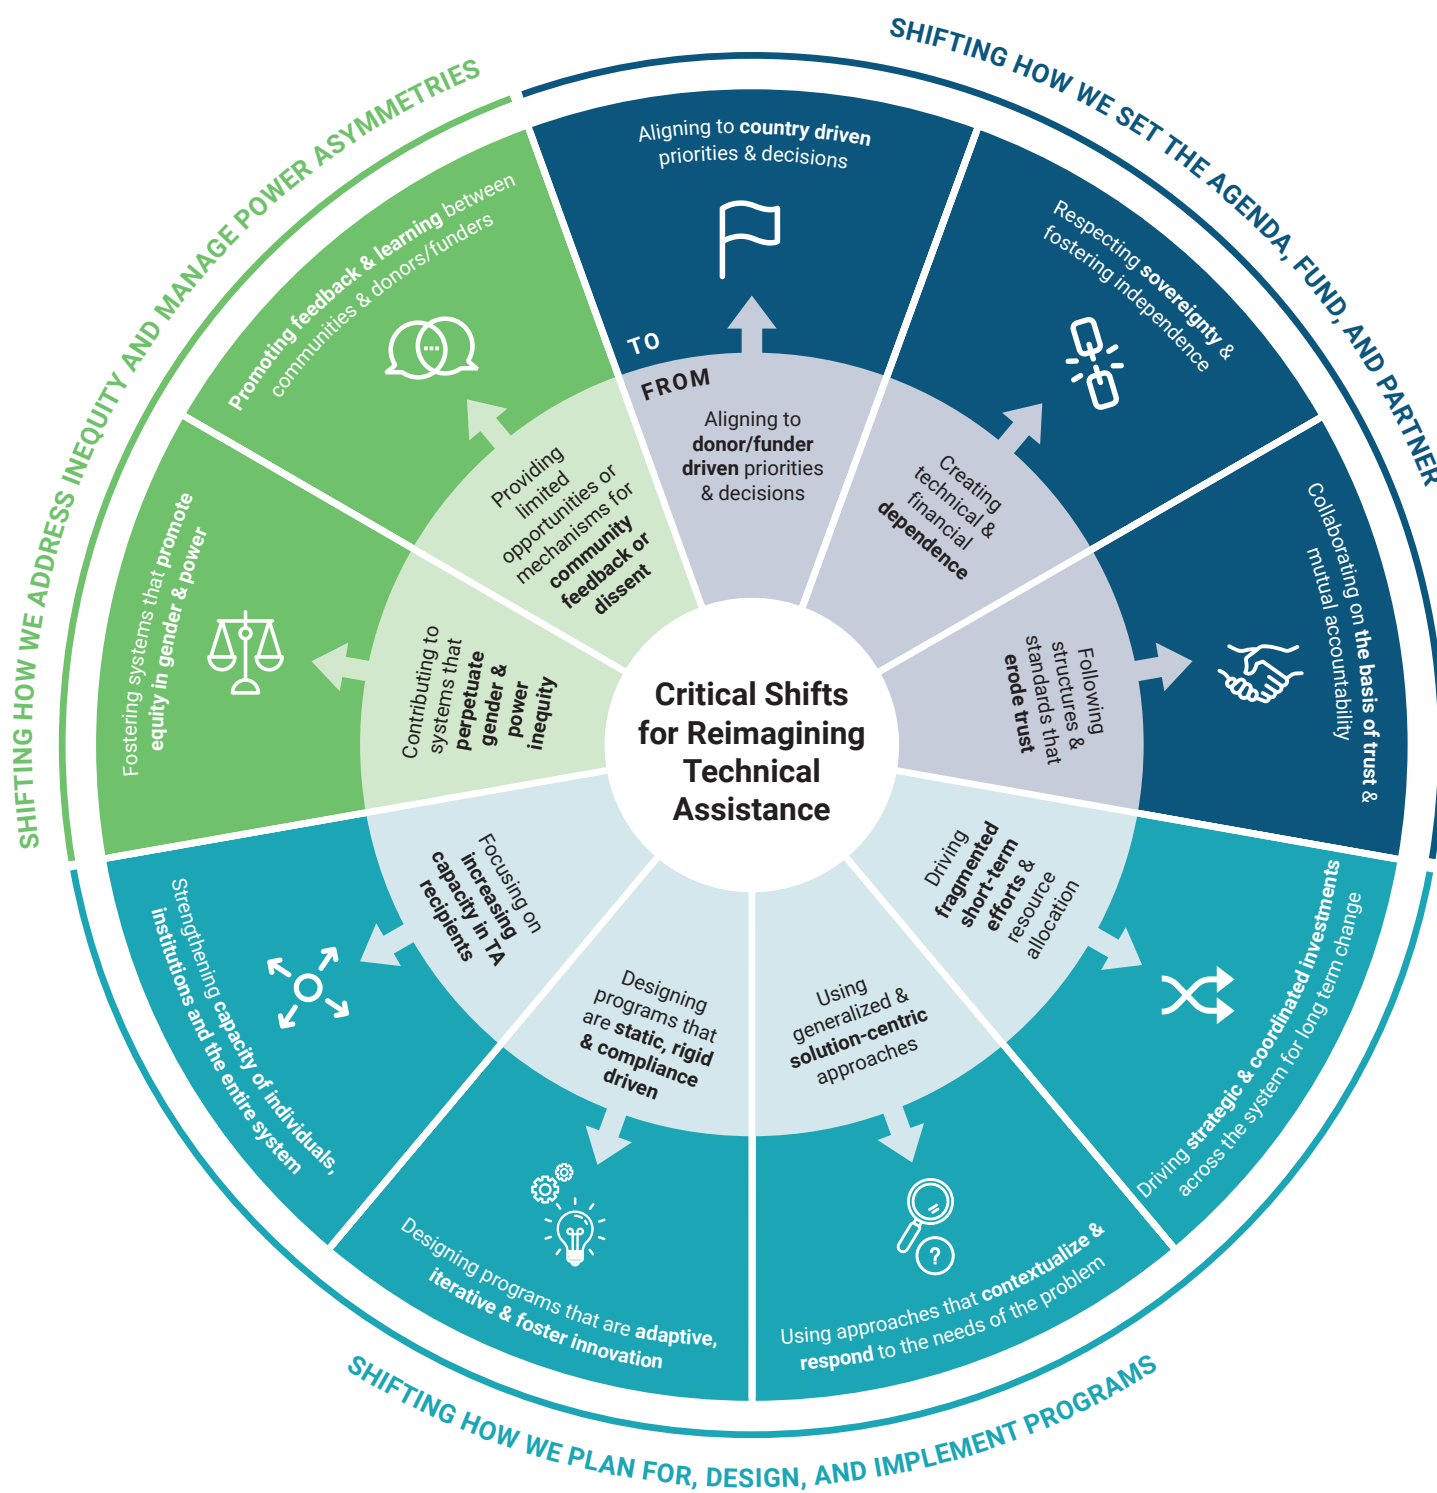 SHIFTING HOW WE SET THE AGENDA, FUND, AND PARTNER
SHIFTING HOW WE ADDRESS INEQUITY AND MANAGE POWER ASYMMETRIES
SHIFTING HOW WE PLAN FOR, DESIGN, AND IMPLEMENT PROGRAMS
Critical Shifts
for Reimagining
Technical
Assistance
TO
FROM
Aligning to country driven
priorities & decisions
Aligning to
donor/funder
driven priorities
& decisions
Respecting sovereignty &
fostering independence
Creating
technical &
financial
dependence
Collaborating on the basis of trust &
mutual accountability
Following
structures &
standards that
erode trust
Driving strategic & coordinated investments
across the system for long term change
Driving
fragmented
short-term
efforts &
resource
allocation
Using approaches that contextualize &
respond to the needs of the problem
?
Using
generalized &
solution-centric
approaches
Designing programs that are adaptive,
iterative & foster innovation
Designing
programs that
are static, rigid
& compliance
driven
Strengthening capacity of individuals,
institutions and the entire system
Focusing on
increasing
capacity in TA
recipients
Fostering systems that promote
equity in gender & power
Contributing to
systems that
perpetuate
gender &
power
inequity
Promoting feedback & learning between
communities & donors/funders
Providing
limited
opportunities or
mechanisms for
community
feedback or
dissent